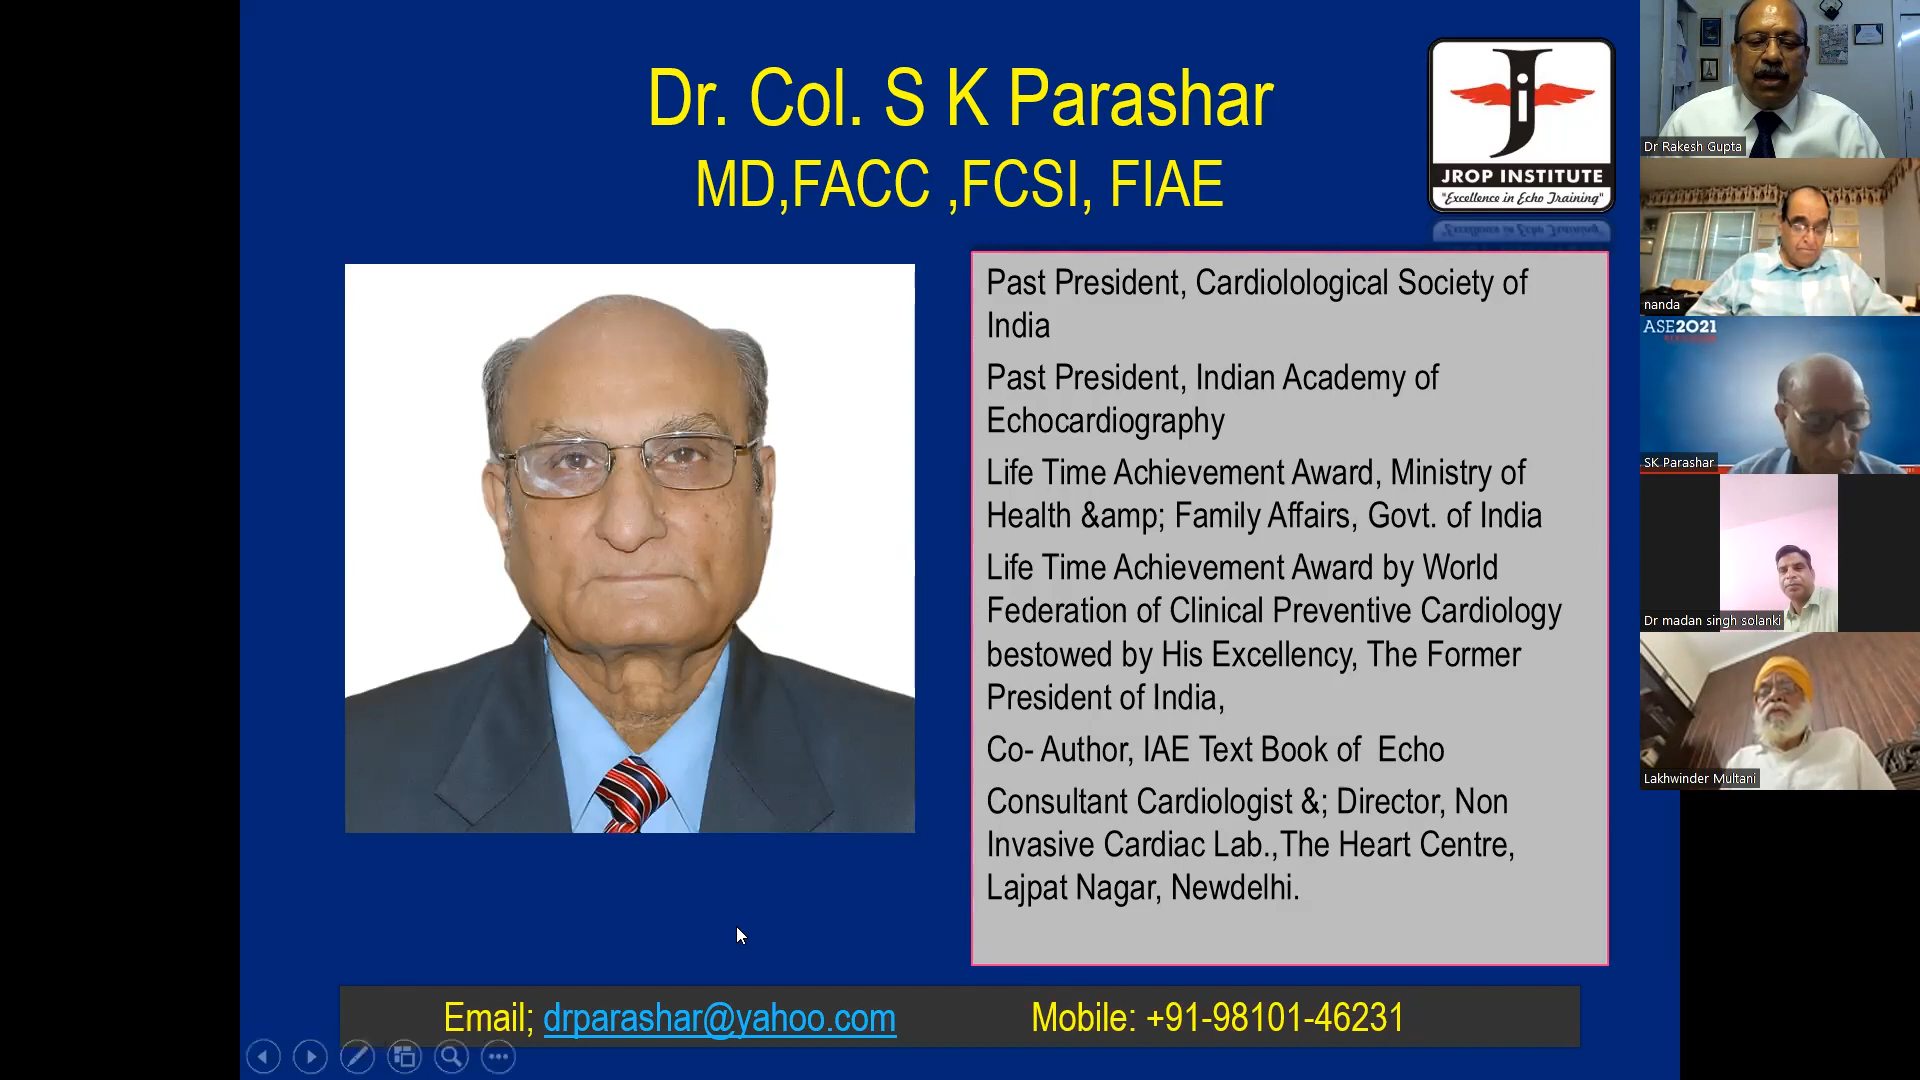 Dr. Col. S K Parashar
MD,FACC ,FCSI, FIAE
JROP INSTITUTE
"Excellence in Echo Training"
Past President, Cardiolological Society of
India
Past President, Indian Academy of
Echocardiography
Life Time Achievement Award, Ministry of
Health &amp; Family Affairs, Govt. of India
Life Time Achievement Award by World
Federation of Clinical Preventive Cardiology
bestowed by His Excellency, The Former
President of India,
Co- Author, IAE Text Book of  Echo
Consultant Cardiologist &; Director, Non
Invasive Cardiac Lab.,The Heart Centre,
Lajpat Nagar, Newdelhi.
Email; drparashar@yahoo.com
Mobile: +91-98101-46231
Dr Rakesh Gupta
nanda
ASE2021
SK Parashar
Dr madan singh solanki
Lakhwinder Multani